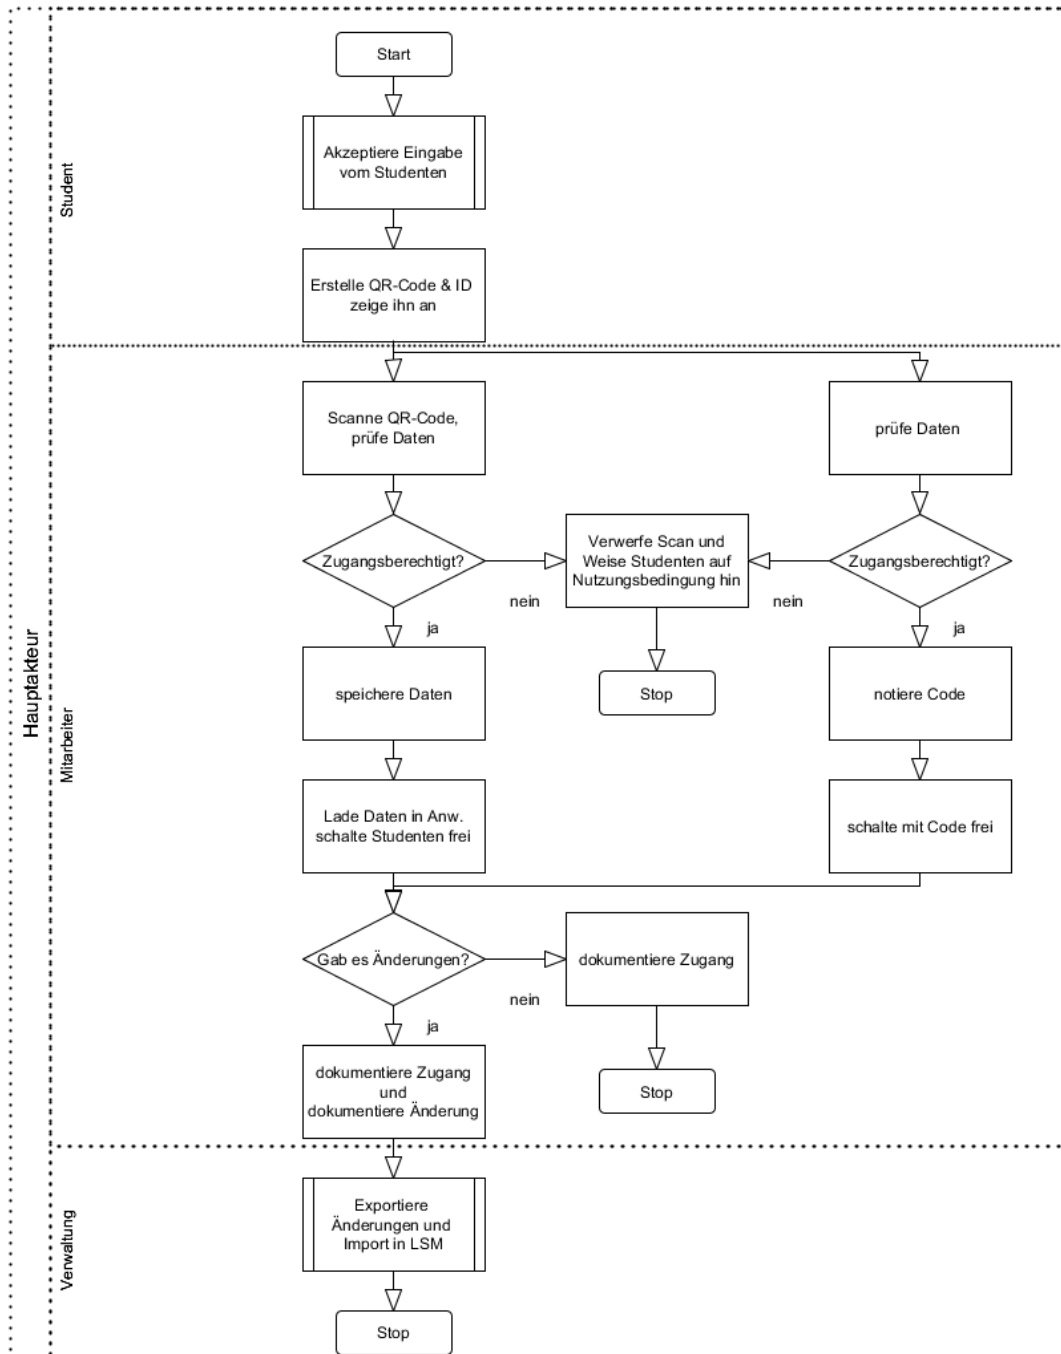 Hauptakteur
Student
Start
Akzeptiere Eingabe
vom Studenten
Erstelle QR-Code & ID
zeige ihn an
Mitarbeiter
Scanne QR-Code,
prüfe Daten
prüfe Daten
Zugangsberechtigt?
nein
ja
Verwerfe Scan und
Weise Studenten auf
Nutzungsbedingung hin
Stop
Zugangsberechtigt?
nein
ja
speichere Daten
notiere Code
Lade Daten in Anw.
schalte Studenten frei
schalte mit Code frei
Gab es Änderungen?
nein
ja
dokumentiere Zugang
Stop
dokumentiere Zugang
und
dokumentiere Änderung
Verwaltung
Exportiere
Änderungen und
Import in LSM
Stop